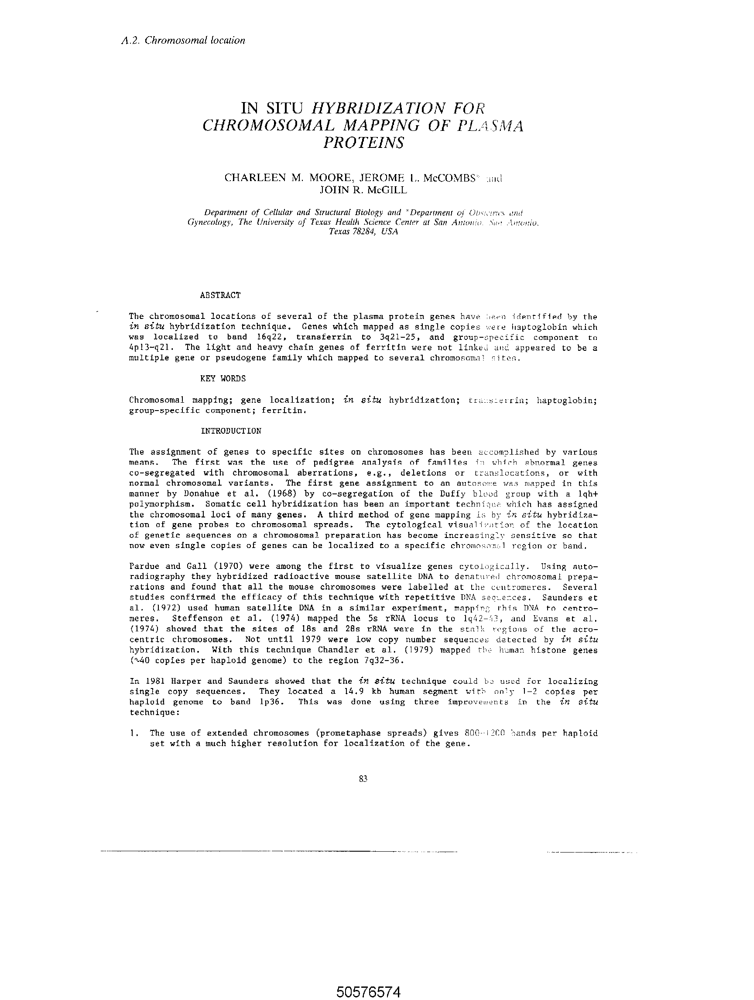 A.2. Chromosomal location
IN SITU HYBRIDIZATION FOR
CHROMOSOMAL MAPPING OF PLASMA
PROTEINS
CHARLEEN M. MOORE, JEROME L. McCOMBS* and
JOHN R. McGILL
Department of Cellular and Structural Biology and *Department of Obstetrics and
Gynecology, The University of Texas Health Science Center at San Antonio, San Antonio,
Texas 78284, USA
ABSTRACT
The chromosomal locations of several of the plasma protein genes have been identified by the
in situ hybridization technique. Genes which mapped as single copies were haptoglobin which
was localized to band 16q22, transferrin to 3q21-25, and group-specific component to
4p13-q21. The light and heavy chain genes of ferritin were not linked and appeared to be a
multiple gene or pseudogene family which mapped to several chromosomal sites.
KEY WORDS
Chromosomal mapping; gene localization; in situ hybridization; transferrin; haptoglobin;
group-specific component; ferritin.
INTRODUCTION
The assignment of genes to specific sites on chromosomes has been accomplished by various
means. The first was the use of pedigree analysis of families in which abnormal genes
co-segregated with chromosomal aberrations, e.g., deletions or translocations, or with
normal chromosomal variants. The first gene assignment to an autosome was mapped in this
manner by Donahue et al. (1968) by co-segregation of the Duffy blood group with a 1qh+
polymorphism. Somatic cell hybridization has been an important technique which has assigned
the chromosomal loci of many genes. A third method of gene mapping is by in situ hybridiza-
tion of gene probes to chromosomal spreads. The cytological visualization of the location
of genetic sequences on a chromosomal preparation has become increasingly sensitive so that
now even single copies of genes can be localized to a specific chromosomal region or band.
Pardue and Gall (1970) were among the first to visualize genes cytologically. Using auto-
radiography they hybridized radioactive mouse satellite DNA to denatured chromosomal prepa-
rations and found that all the mouse chromosomes were labelled at the centromeres. Several
studies confirmed the efficacy of this technique with repetitive DNA sequences. Saunders et
al. (1972) used human satellite DNA in a similar experiment, mapping this DNA to centro-
meres. Steffenson et al. (1974) mapped the 5s rRNA locus to 1q42-43, and Evans et al.
(1974) showed that the sites of 18s and 28s rRNA were in the stalk regions of the acro-
centric chromosomes. Not until 1979 were low copy number sequences detected by in situ
hybridization. With this technique Chandler et al. (1979) mapped the human histone genes
(~40 copies per haploid genome) to the region 7q32-36.
In 1981 Harper and Saunders showed that the in situ technique could be used for localizing
single copy sequences. They located a 14.9 kb human segment with only 1-2 copies per
haploid genome to band 1p36. This was done using three improvements in the in situ
technique:
1. The use of extended chromosomes (prometaphase spreads) gives 800-1200 bands per haploid
set with a much higher resolution for localization of the gene.
83
50576574